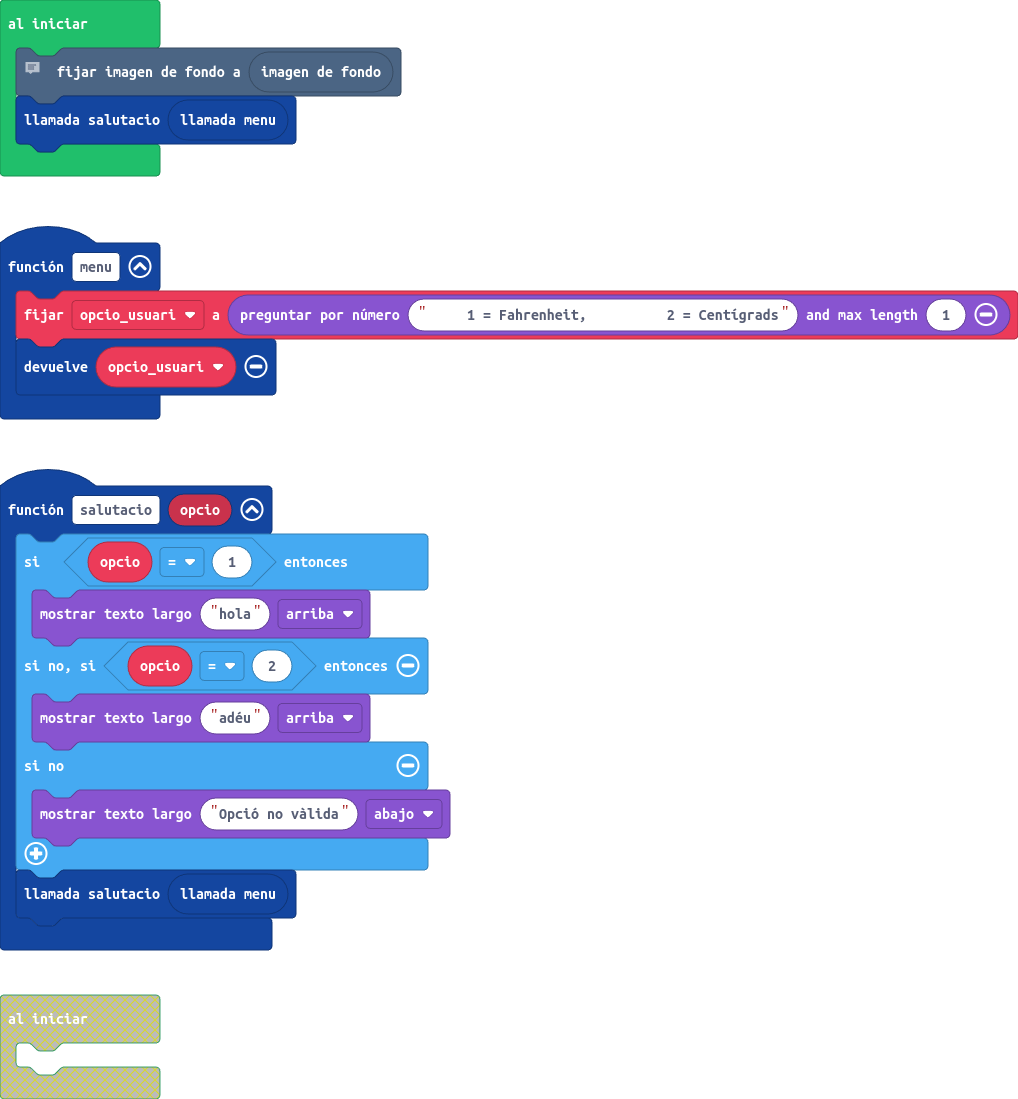 al iniciar
fijar imagen de fondo a imagen de fondo
llamada salutacio llamada menu
función menu
fijar opcio_usuari a preguntar por número " 1 = Fahrenheit, 2 = Centígrads" and max length 1
devuelve opcio_usuari
función salutacio opcio
si opcio = 1 entonces
mostrar texto largo "hola" arriba
si no, si opcio = 2 entonces
mostrar texto largo "adéu" arriba
si no
mostrar texto largo "Opció no vàlida" abajo
llamada salutacio llamada menu
al iniciar